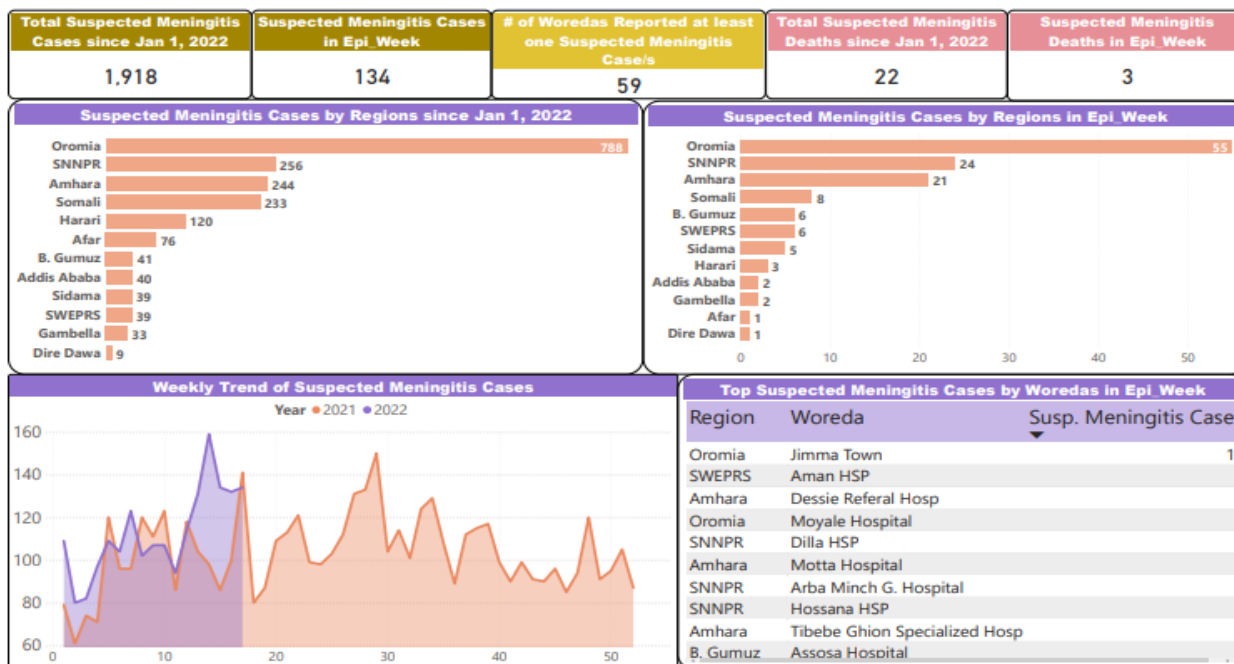 Total Suspected Meningitis
Cases since Jan 1, 2022
1,918
Suspected Meningitis Cases
in Epi_Week
134
# of Woredas Reported at least
one Suspected Meningitis
Case/s
59
Total Suspected Meningitis
Deaths since Jan 1, 2022
22
Suspected Meningitis
Deaths in Epi_Week
3
Suspected Meningitis Cases by Regions since Jan 1, 2022
Oromia 788
SNNPR 256
Amhara 244
Somali 233
Harari 120
Afar 76
B. Gumuz 41
Addis Ababa 40
Sidama 39
SWEPRS 39
Gambella 33
Dire Dawa 9
Suspected Meningitis Cases by Regions in Epi_Week
Oromia 55
SNNPR 24
Amhara 21
Somali 8
B. Gumuz 6
SWEPRS 6
Sidama 5
Harari 3
Addis Ababa 2
Gambella 2
Afar 1
Dire Dawa 1
0 10 20 30 40 50
Weekly Trend of Suspected Meningitis Cases
Year 2021 2022
160
140
120
100
80
60
0 10 20 30 40 50
Top Suspected Meningitis Cases by Woredas in Epi_Week
Region Woreda Susp. Meningitis Case
Oromia Jimma Town 1
SWEPRS Aman HSP
Amhara Dessie Referal Hosp
Oromia Moyale Hospital
SNNPR Dilla HSP
Amhara Motta Hospital
SNNPR Arba Minch G. Hospital
SNNPR Hossana HSP
Amhara Tibebe Ghion Specialized Hosp
B. Gumuz Assosa Hospital